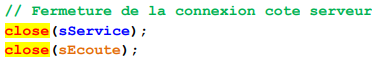 // Fermeture de la connexion cote serveur
close(sService);
close(sEcoute);